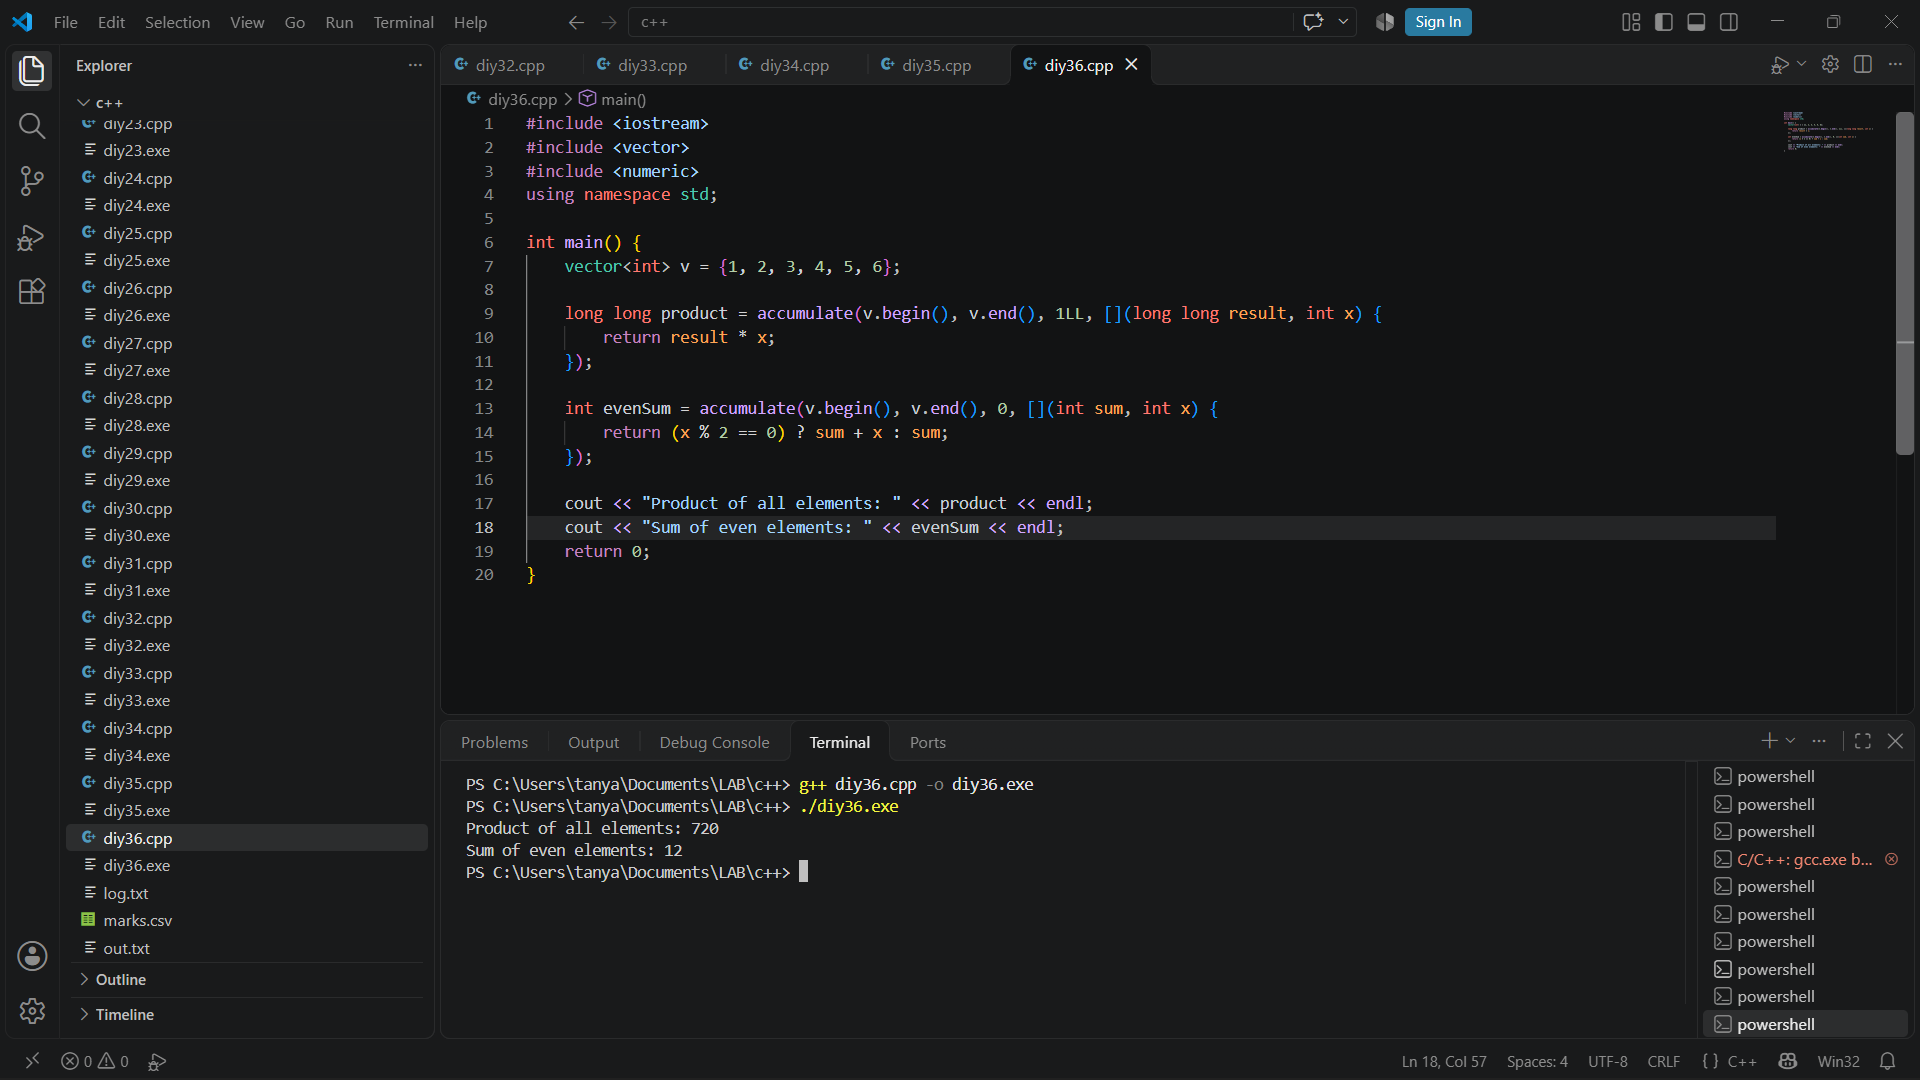 File Edit Selection View Go Run Terminal Help
c++
Sign In
Explorer
c++
diy23.cpp
diy23.exe
diy24.cpp
diy24.exe
diy25.cpp
diy25.exe
diy26.cpp
diy26.exe
diy27.cpp
diy27.exe
diy28.cpp
diy28.exe
diy29.cpp
diy29.exe
diy30.cpp
diy30.exe
diy31.cpp
diy31.exe
diy32.cpp
diy32.exe
diy33.cpp
diy33.exe
diy34.cpp
diy34.exe
diy35.cpp
diy35.exe
diy36.cpp
diy36.exe
log.txt
marks.csv
out.txt
Outline
Timeline
diy32.cpp diy33.cpp diy34.cpp diy35.cpp diy36.cpp
diy36.cpp > main()
1 #include <iostream>
2 #include <vector>
3 #include <numeric>
4 using namespace std;
5
6 int main() {
7     vector<int> v = {1, 2, 3, 4, 5, 6};
8
9     long long product = accumulate(v.begin(), v.end(), 1LL, [](long long result, int x) {
10         return result * x;
11     });
12
13     int evenSum = accumulate(v.begin(), v.end(), 0, [](int sum, int x) {
14         return (x % 2 == 0) ? sum + x : sum;
15     });
16
17     cout << "Product of all elements: " << product << endl;
18     cout << "Sum of even elements: " << evenSum << endl;
19     return 0;
20 }
Problems Output Debug Console Terminal Ports
PS C:\Users\tanya\Documents\LAB\c++> g++ diy36.cpp -o diy36.exe
PS C:\Users\tanya\Documents\LAB\c++> ./diy36.exe
Product of all elements: 720
Sum of even elements: 12
PS C:\Users\tanya\Documents\LAB\c++>
powershell
powershell
powershell
C/C++: gcc.exe b...
powershell
powershell
powershell
powershell
powershell
powershell
0 0
Ln 18, Col 57 Spaces: 4 UTF-8 CRLF {} C++ Win32